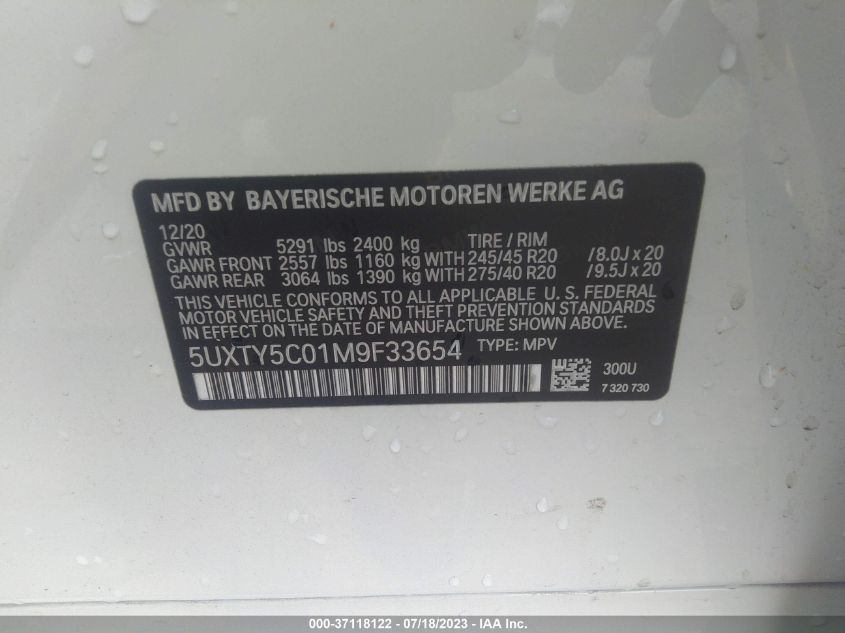 MFD BY BAYERISCHE MOTOREN WERKE AG
12/20
GVWR 5291 lbs 2400 kg TIRE / RIM
GAWR FRONT 2557 lbs 1160 kg WITH 245/45 R20 /8.0J x 20
GAWR REAR 3064 lbs 1390 kg WITH 275/40 R20 /9.5J x 20
THIS VEHICLE CONFORMS TO ALL APPLICABLE U. S. FEDERAL
MOTOR VEHICLE SAFETY AND THEFT PREVENTION STANDARDS
IN EFFECT ON THE DATE OF MANUFACTURE SHOWN ABOVE.
5UXTY5C01M9F33654 TYPE: MPV
300U
7 320 730
000-37118122 - 07/18/2023 - IAA Inc.